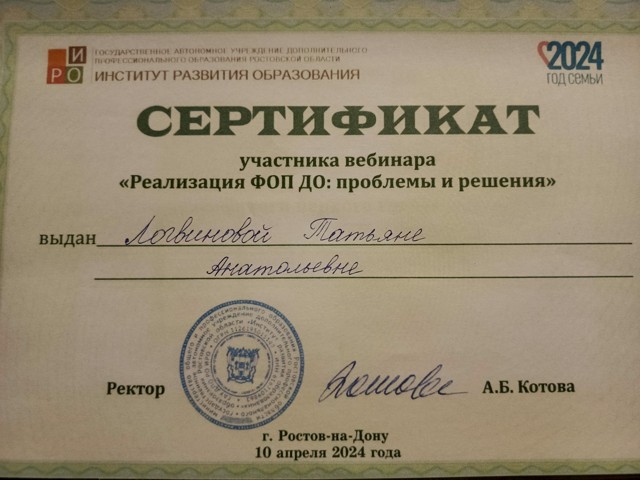 И
РО
ГОСУДАРСТВЕННОЕ АВТОНОМНОЕ УЧРЕЖДЕНИЕ ДОПОЛНИТЕЛЬНОГО
ПРОФЕССИОНАЛЬНОГО ОБРАЗОВАНИЯ РОСТОВСКОЙ ОБЛАСТИ
ИНСТИТУТ РАЗВИТИЯ ОБРАЗОВАНИЯ
2024
ГОД СЕМЬИ
СЕРТИФИКАТ
участника вебинара
«Реализация ФОП ДО: проблемы и решения»
выдан Логвиновой Татьяне
Анатольевне
Ректор
А.Б. Котова
г. Ростов-на-Дону
10 апреля 2024 года